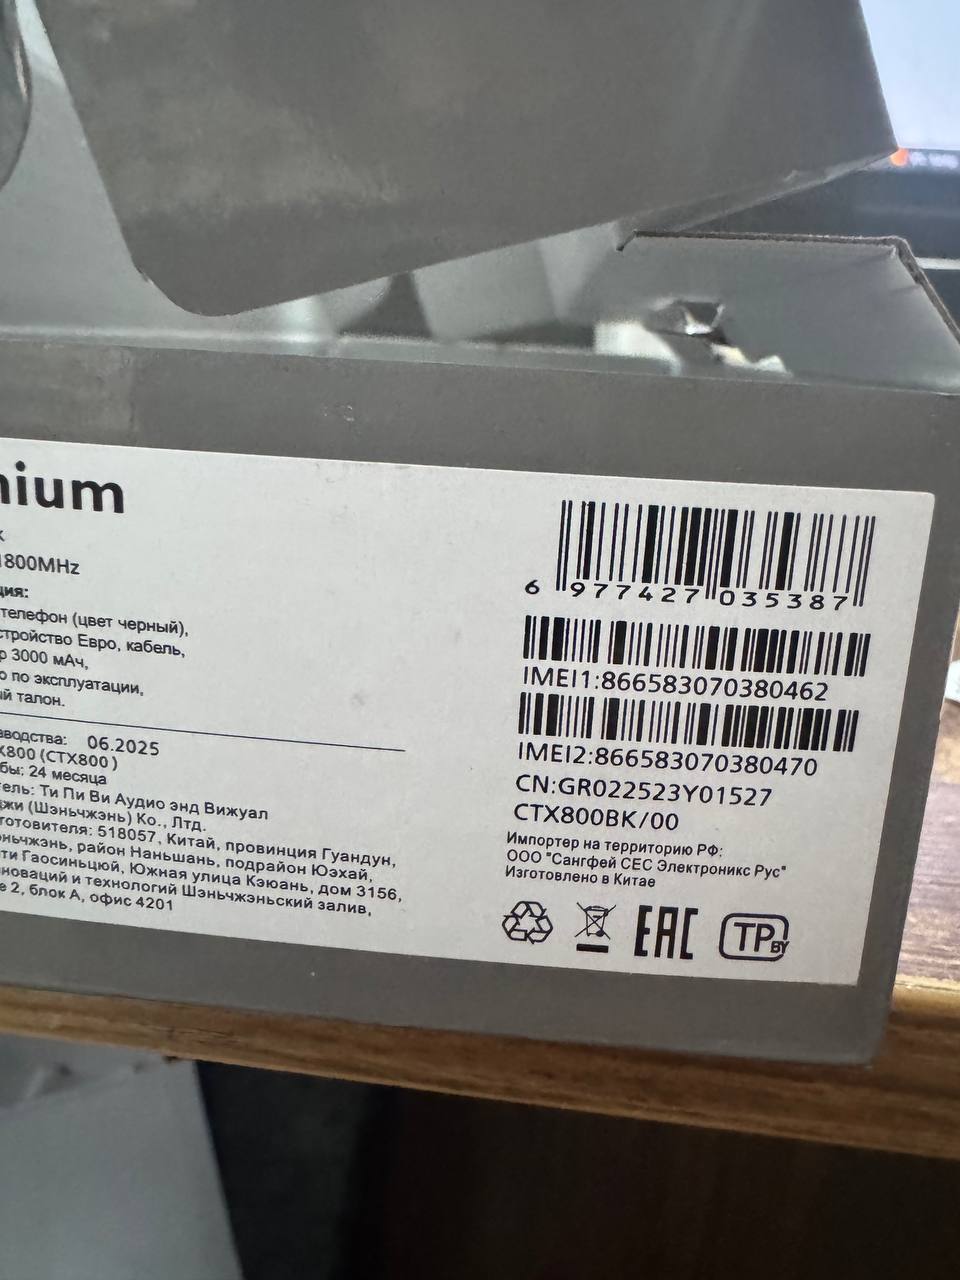 nium
1800MHz
ция:
телефон (цвет черный),
стройство Евро, кабель,
р 3000 мАч,
о по эксплуатации,
ый талон.
зводства: 06.2025
X800 (CTX800)
бы: 24 месяца
тель: Ти Пи Ви Аудио энд Вижуал
джи (Шэньчжэнь) Ко., Лтд.
готовителя: 518057, Китай, провинция Гуандун,
ньчжэнь, район Наньшань, подрайон Юэхай,
ти Гаосиньцюй, Южная улица Кэюань, дом 3156,
новаций и технологий Шэньчжэньский залив,
е 2, блок А, офис 4201
6 977427 035387
IMEI1:866583070380462
IMEI2:866583070380470
CN:GR022523Y01527
CTX800BK/00
Импортер на территорию РФ:
ООО "Сангфей СЕС Электроникс Рус"
Изготовлено в Китае
EAC TP BY